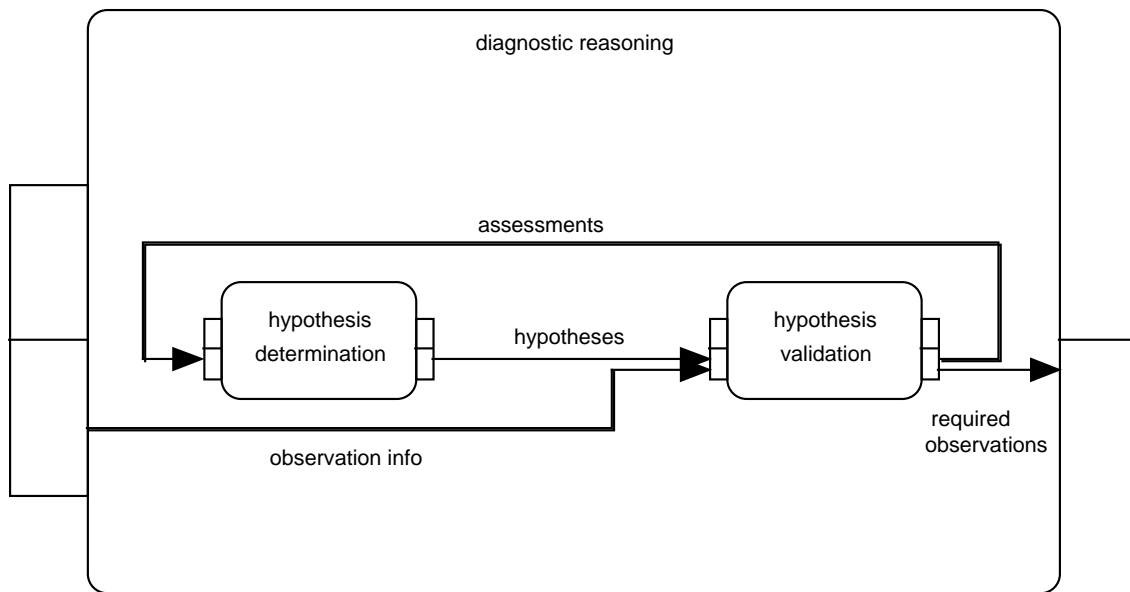 diagnostic reasoning
assessments
hypothesis
determination
hypotheses
hypothesis
validation
required
observations
observation info